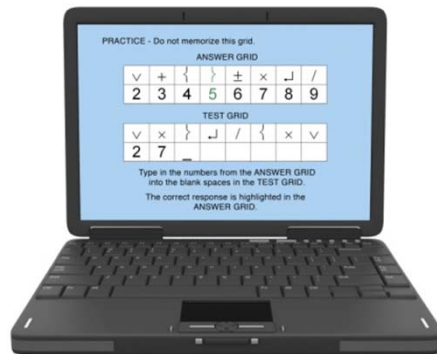 PRACTICE - Do not memorize this grid.
ANSWER GRID
∨ + { } ± × ↲ /
2 3 4 5 6 7 8 9
TEST GRID
∨ × } ↲ / { × ∨
2 7 _
Type in the numbers from the ANSWER GRID
into the blank spaces in the TEST GRID.
The correct response is highlighted in the
ANSWER GRID.